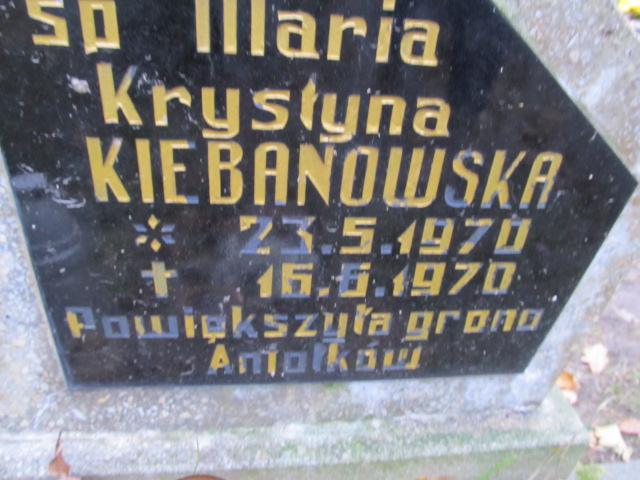 śp Maria
Krystyna
KIEBANOWSKA
* 23.5.1970
† 16.6.1970
Powiększyła grono
Aniołków